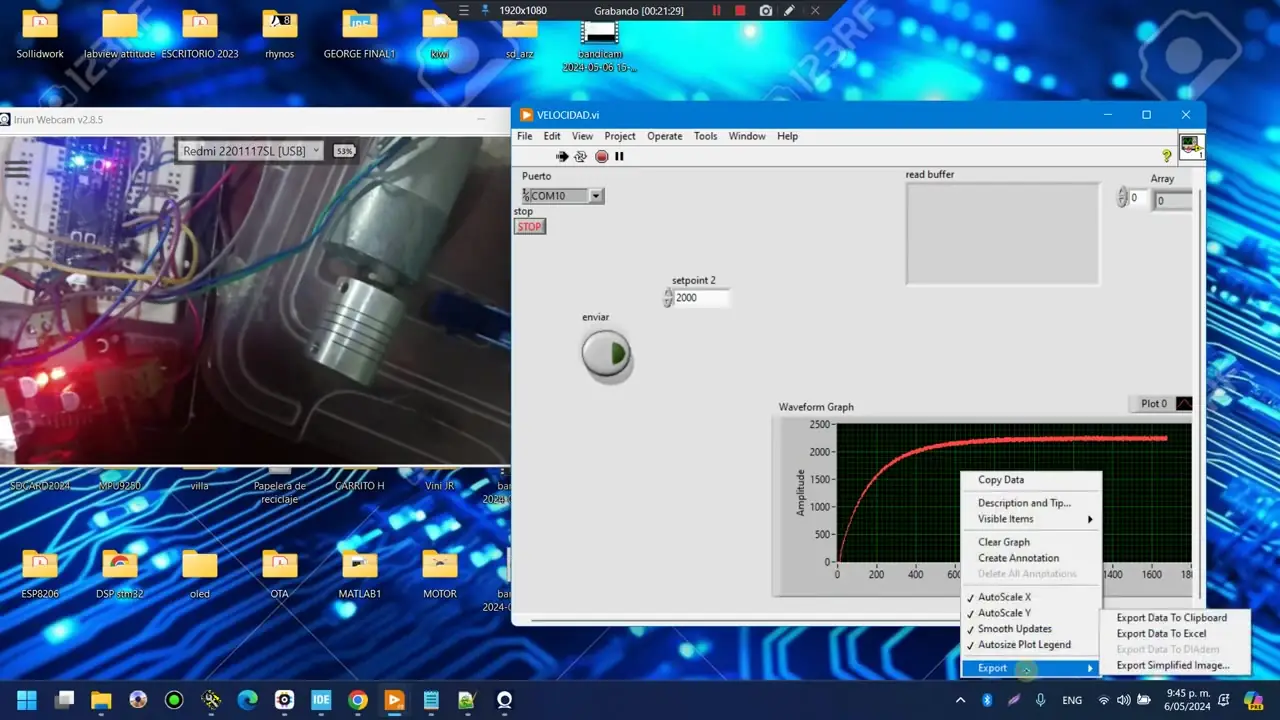 1920x1080
Grabando [00:21:29]
Sollidwork
labview attitude
ESCRITORIO 2023
rhynos
GEORGE FINAL1
kiwi
sd_arz
bandicam
2024-05-06 15-...
Iriun Webcam v2.8.5
Redmi 2201117SL [USB]
53%
VELOCIDAD.vi
File Edit View Project Operate Tools Window Help
Puerto
COM10
stop
STOP
read buffer
Array
0
0
setpoint 2
2000
enviar
Waveform Graph
Plot 0
Amplitude
2500
2000
1500
1000
500
0
0 200 400 1400 1600
Copy Data
Description and Tip...
Visible Items
Clear Graph
Create Annotation
Delete All Annotations
AutoScale X
AutoScale Y
Smooth Updates
Autosize Plot Legend
Export
Export Data To Clipboard
Export Data To Excel
Export Data To DIAdem
Export Simplified Image...
SDCARD2024
MPU9250
villa
Papelera de
reciclaje
CARRITO H
Vini JR
ESP8206
DSP stm32
oled
OTA
MATLAB1
MOTOR
IDE
ENG
9:45 p. m.
6/05/2024